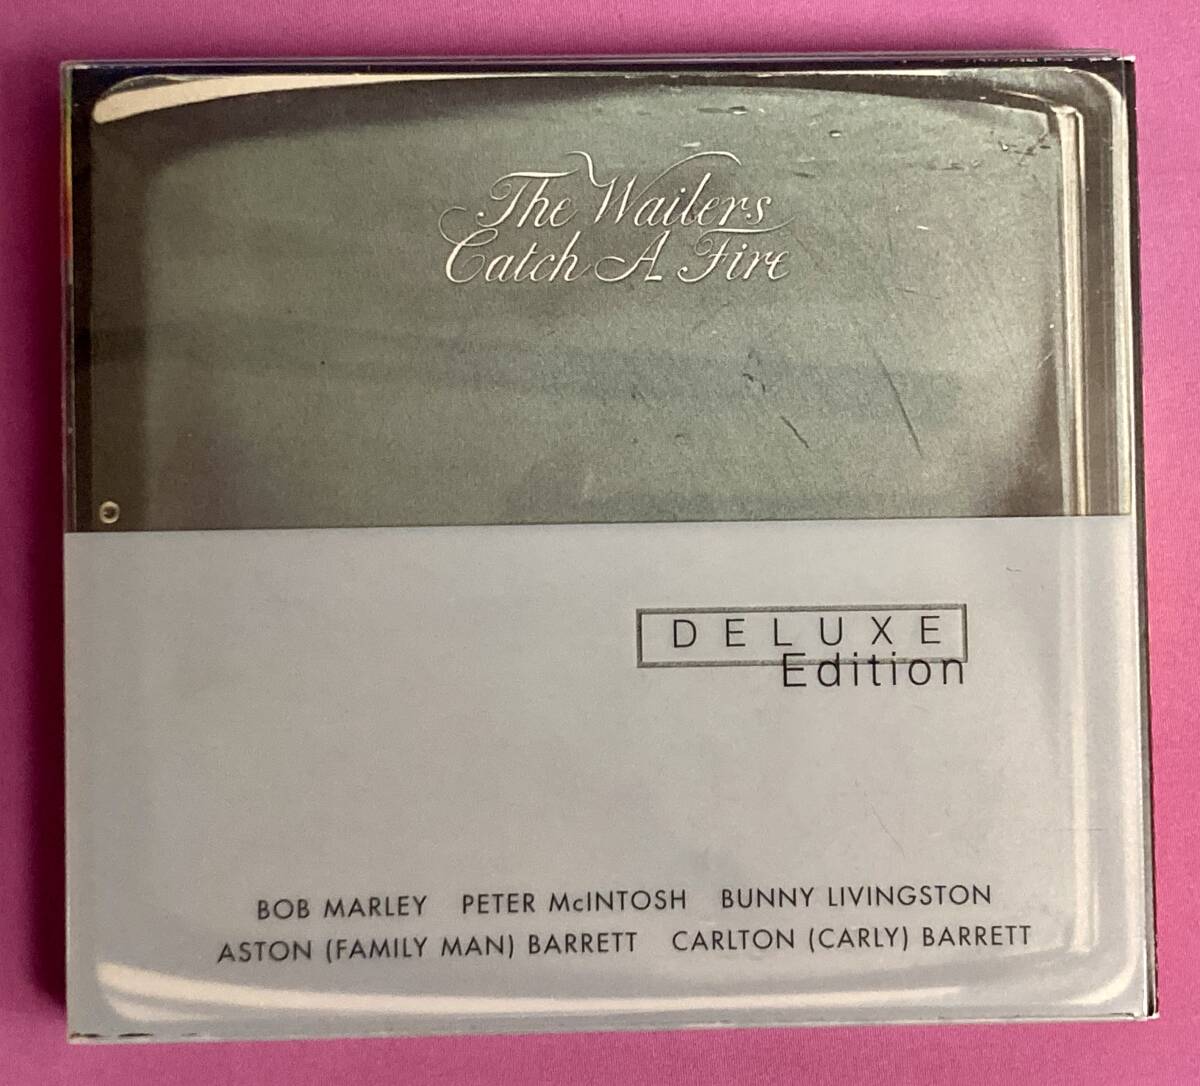 The Wailers
Catch A Fire
DELUXE
Edition
BOB MARLEY PETER McINTOSH BUNNY LIVINGSTON
ASTON (FAMILY MAN) BARRETT CARLTON (CARLY) BARRETT